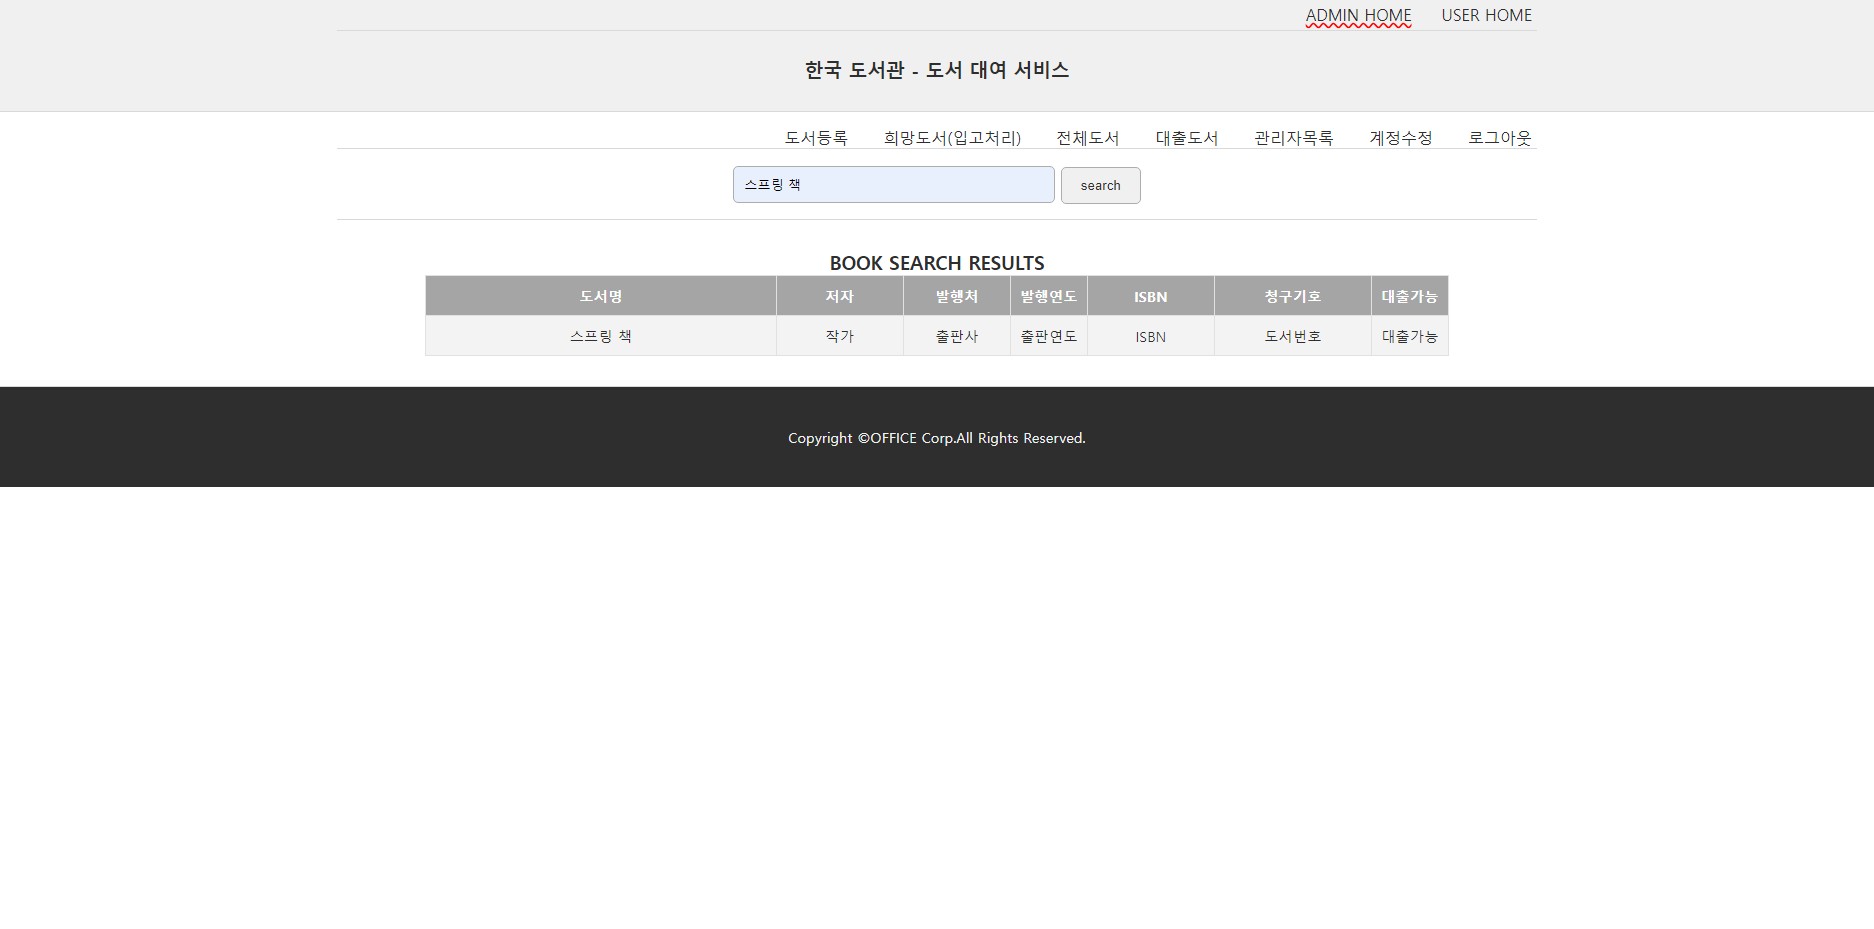 ADMIN HOME USER HOME
한국 도서관 - 도서 대여 서비스
도서등록 희망도서(입고처리) 전체도서 대출도서 관리자목록 계정수정 로그아웃
스프링 책 search
BOOK SEARCH RESULTS
도서명 저자 발행처 발행연도 ISBN 청구기호 대출가능
스프링 책 작가 출판사 출판연도 ISBN 도서번호 대출가능
Copyright ©OFFICE Corp.All Rights Reserved.